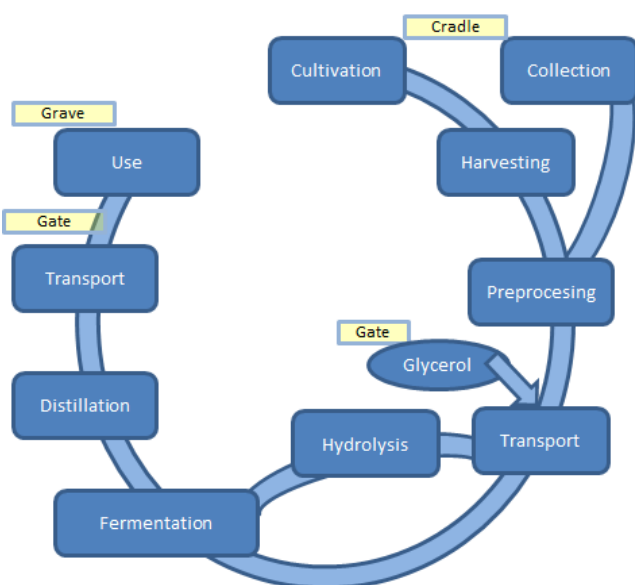 Cradle
Cultivation
Collection
Grave
Use
Harvesting
Gate
Transport
Preprocesing
Gate
Glycerol
Distillation
Hydrolysis
Transport
Fermentation